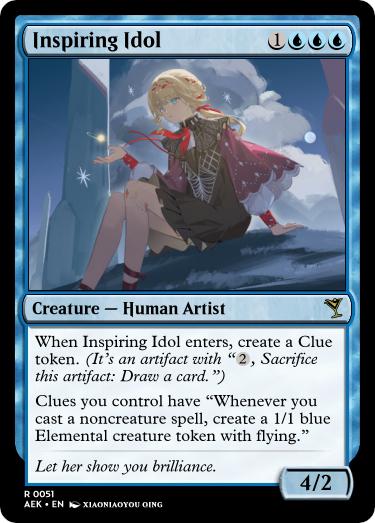 Inspiring Idol 1
Creature — Human Artist
When Inspiring Idol enters, create a Clue
token. (It's an artifact with “2, Sacrifice
this artifact: Draw a card.”)
Clues you control have “Whenever you
cast a noncreature spell, create a 1/1 blue
Elemental creature token with flying.”
Let her show you brilliance.
4/2
R 0051
AEK • EN XIAONIAOYOU QING